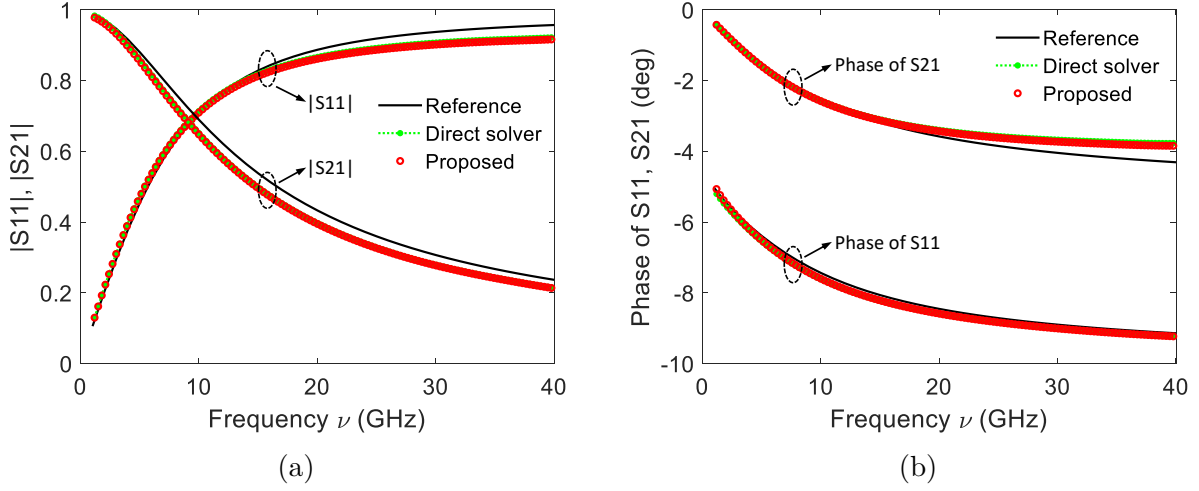 1
0.8
0.6
0.4
0.2
0
0
10
20
30
40
|S11|, |S21|
Frequency ν (GHz)
|S11|
|S21|
Reference
Direct solver
Proposed
(a)
0
-2
-4
-6
-8
-10
0
10
20
30
40
Phase of S11, S21 (deg)
Frequency ν (GHz)
Phase of S21
Phase of S11
Reference
Direct solver
Proposed
(b)